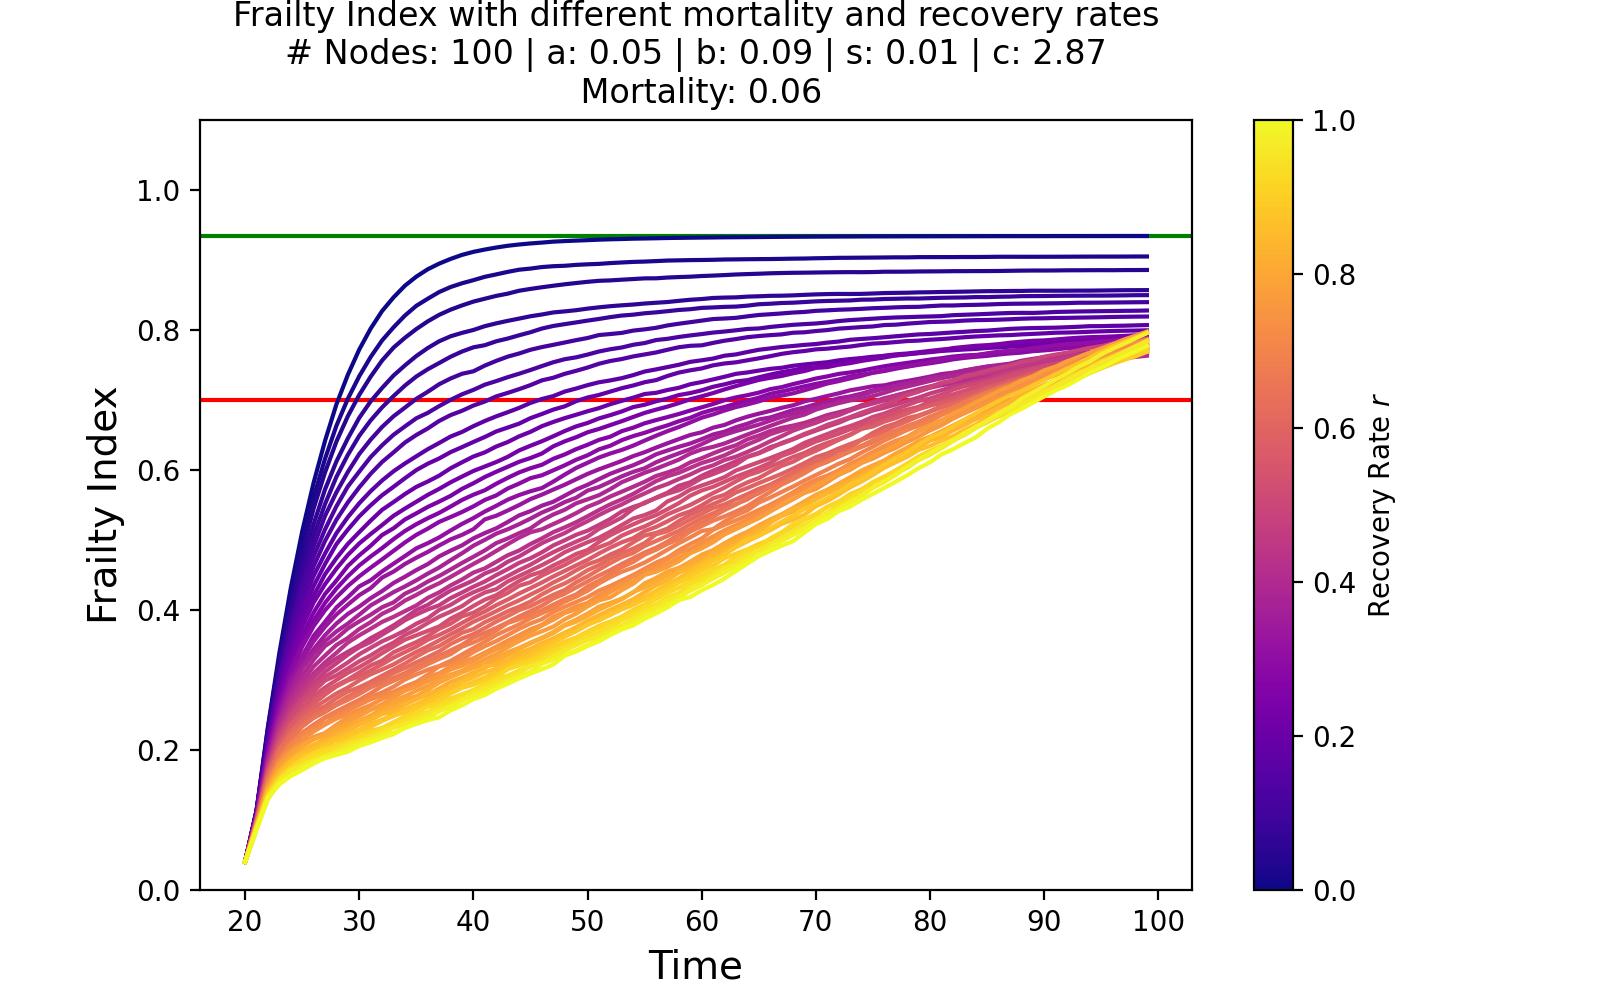 Frailty Index with different mortality and recovery rates
# Nodes: 100 | a: 0.05 | b: 0.09 | s: 0.01 | c: 2.87
Mortality: 0.06
Frailty Index
1.0
0.8
0.6
0.4
0.2
0.0
20 30 40 50 60 70 80 90 100
Time
1.0
0.8
0.6
0.4
0.2
0.0
Recovery Rate r